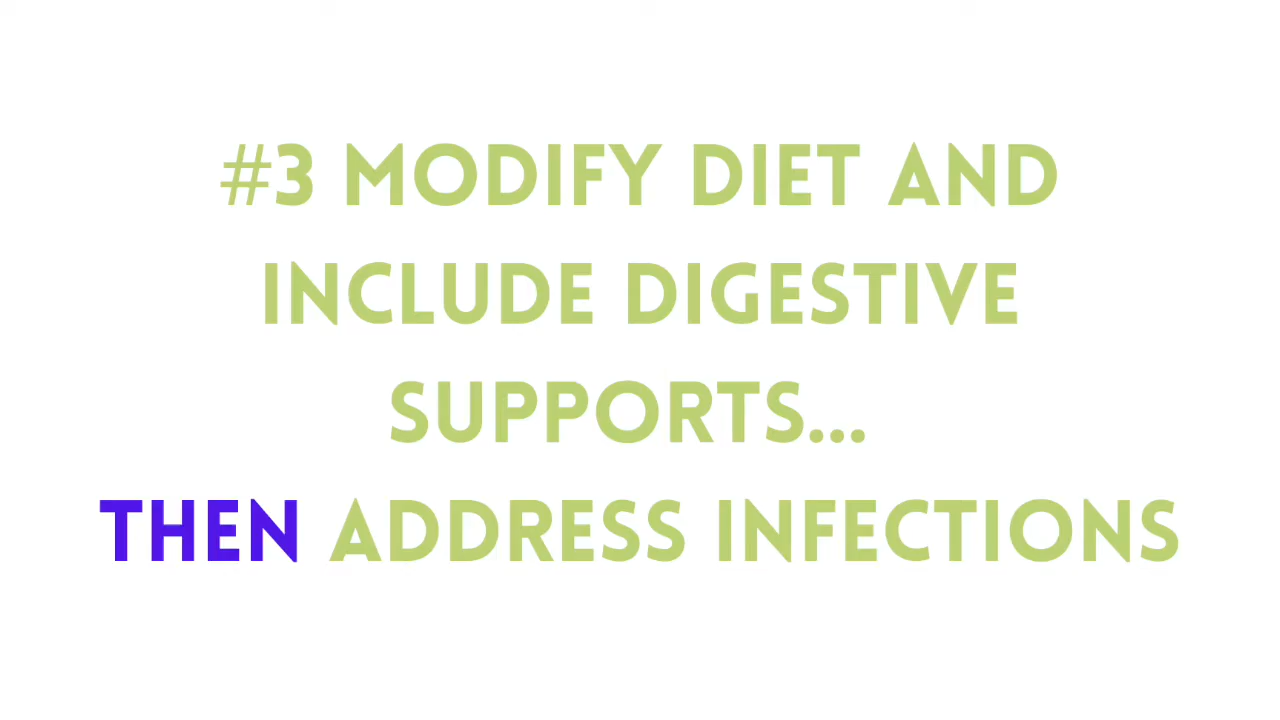 #3 MODIFY DIET AND
INCLUDE DIGESTIVE
SUPPORTS...
THEN ADDRESS INFECTIONS